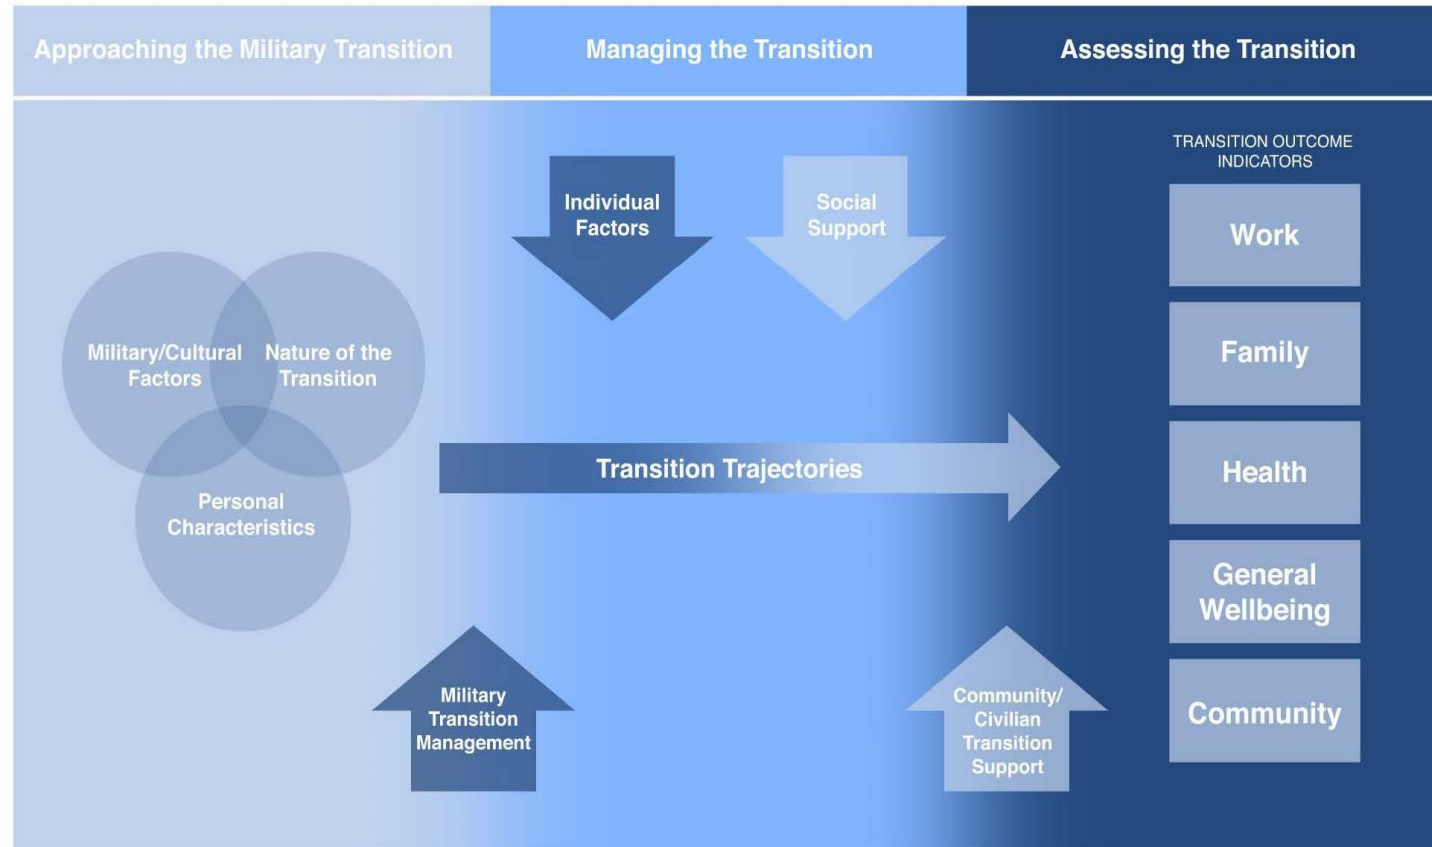 Approaching the Military Transition
Managing the Transition
Assessing the Transition
Military/Cultural
Factors
Nature of the
Transition
Personal
Characteristics
Individual
Factors
Social
Support
Transition Trajectories
Military
Transition
Management
Community/
Civilian
Transition
Support
TRANSITION OUTCOME
INDICATORS
Work
Family
Health
General
Wellbeing
Community